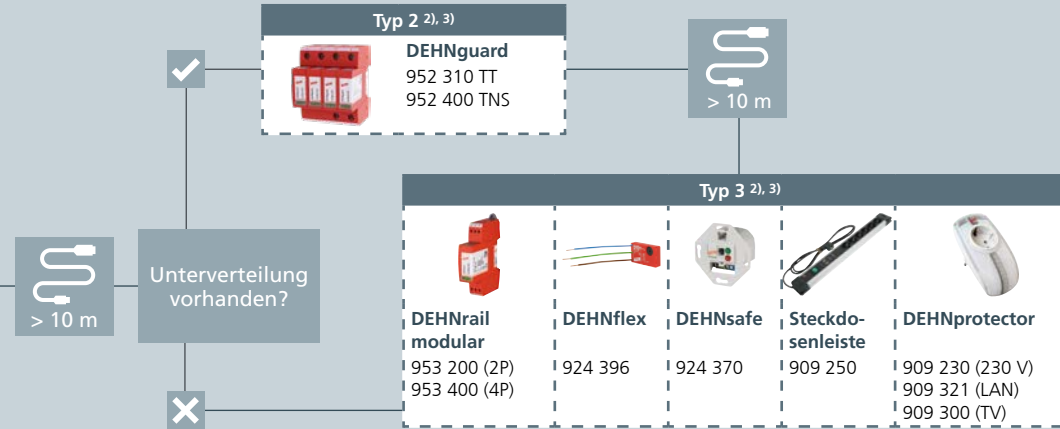 Typ 2 2), 3)
DEHNguard
952 310 TT
952 400 TNS
> 10 m
> 10 m
Unterverteilung
vorhanden?
Typ 3 2), 3)
DEHNrail
modular
953 200 (2P)
953 400 (4P)
DEHNflex
924 396
DEHNsafe
924 370
Steckdo-
senleiste
909 250
DEHNprotector
909 230 (230 V)
909 321 (LAN)
909 300 (TV)